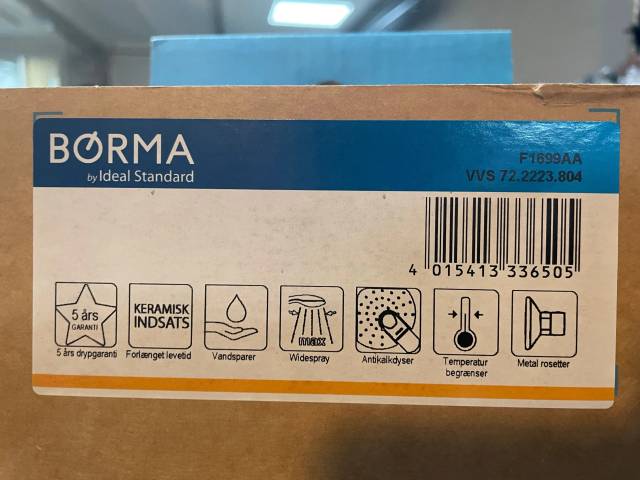 BØRMA
by Ideal Standard
F1699AA
VVS 72.2223.804
4 015413 336505
5 års
GARANTI
5 års drypgaranti
KERAMISK
INDSATS
Forlænget levetid
Vandsparer
max
Widespray
Antikalkdyser
Temperatur
begrænser
Metal rosetter